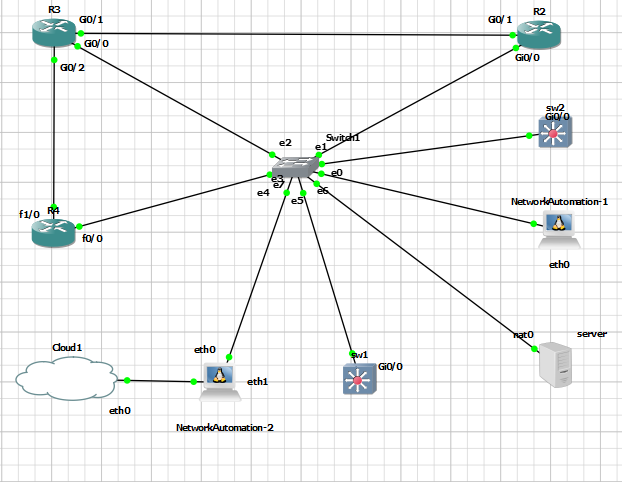 R3
Gi0/1
Gi0/0
Gi0/2
Gi0/1
R2
Gi0/0
sw2
Gi0/0
Switch1
e2
e1
e0
e3
e7
e4
e5
e6
f1/0
R4
f0/0
NetworkAutomation-1
eth0
nat0
server
Cloud1
eth0
eth0
eth1
NetworkAutomation-2
sw1
Gi0/0